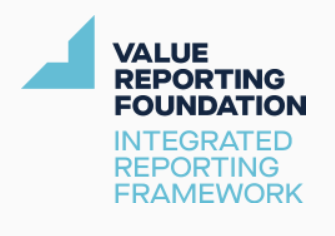 VALUE
REPORTING
FOUNDATION
INTEGRATED
REPORTING
FRAMEWORK